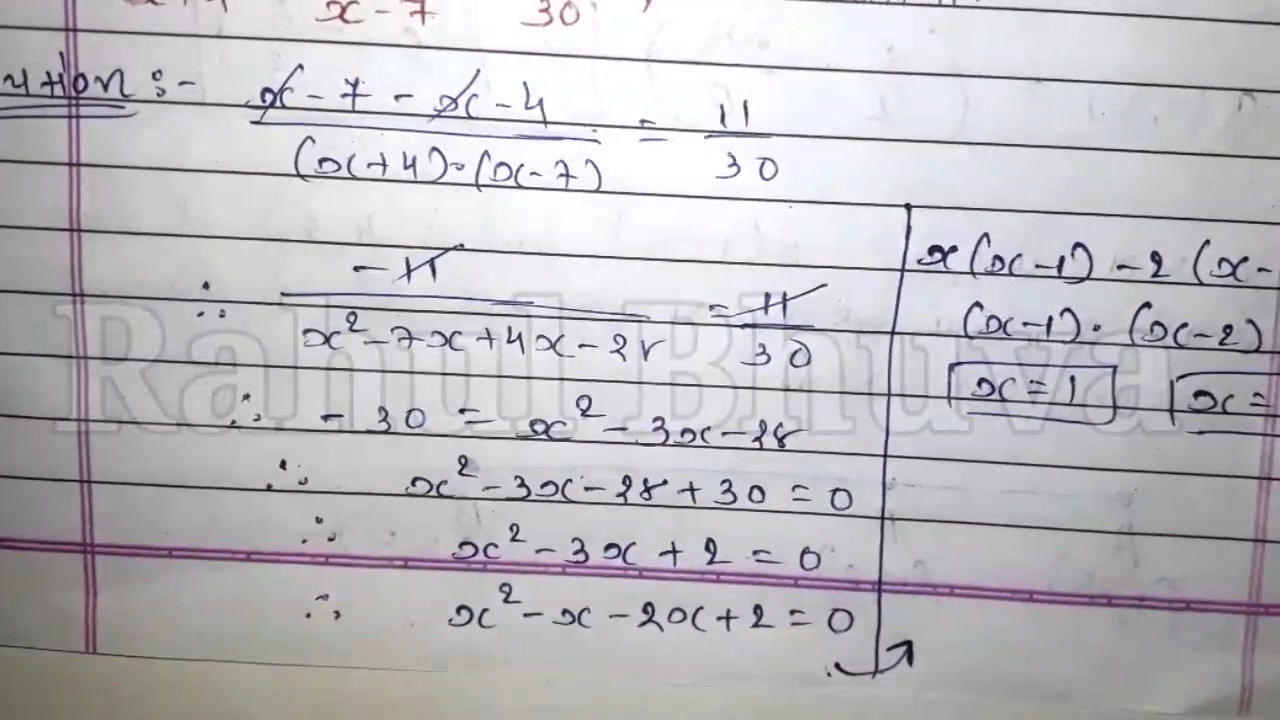 x - 7 30
ution :- x - 7 - x - 4 / (x+4)·(x-7) = 11 / 30
∴ -11 / x² - 7x + 4x - 28 = 11 / 30
∴ - 30 = x² - 3x - 28
∴ x² - 3x - 28 + 30 = 0
∴ x² - 3x + 2 = 0
∴ x² - x - 2x + 2 = 0
x(x-1) - 2(x-
(x-1)·(x-2)
x = 1 x =
Rahul Bhuva